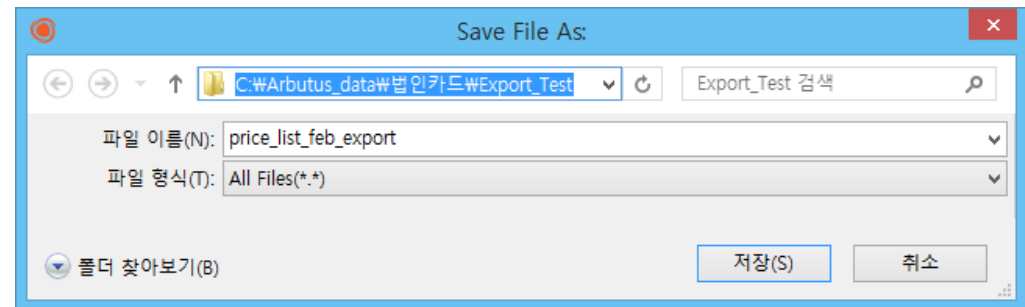 Save File As:
C:₩Arbutus_data₩법인카드₩Export_Test
Export_Test 검색
파일 이름(N): price_list_feb_export
파일 형식(T): All Files(*.*)
폴더 찾아보기(B)
저장(S)
취소